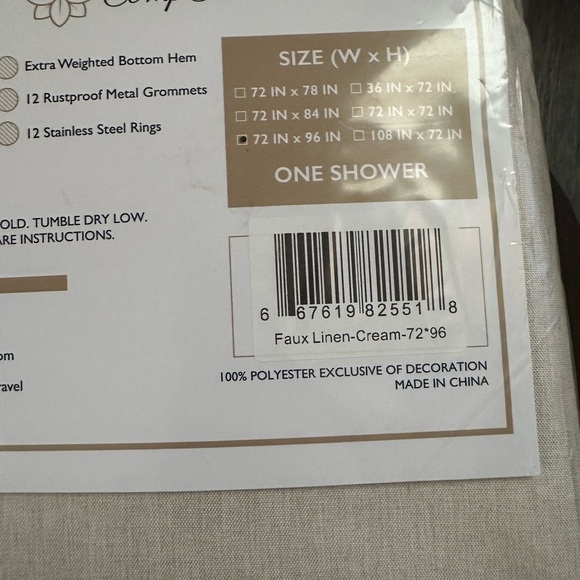 Extra Weighted Bottom Hem
12 Rustproof Metal Grommets
12 Stainless Steel Rings
SIZE (W x H)
72 IN x 78 IN 36 IN x 72 IN
72 IN x 84 IN 72 IN x 72 IN
72 IN x 96 IN 108 IN x 72 IN
ONE SHOWER
OLD. TUMBLE DRY LOW.
ARE INSTRUCTIONS.
6 67619 82551 8
Faux Linen-Cream-72*96
om
ravel
100% POLYESTER EXCLUSIVE OF DECORATION
MADE IN CHINA